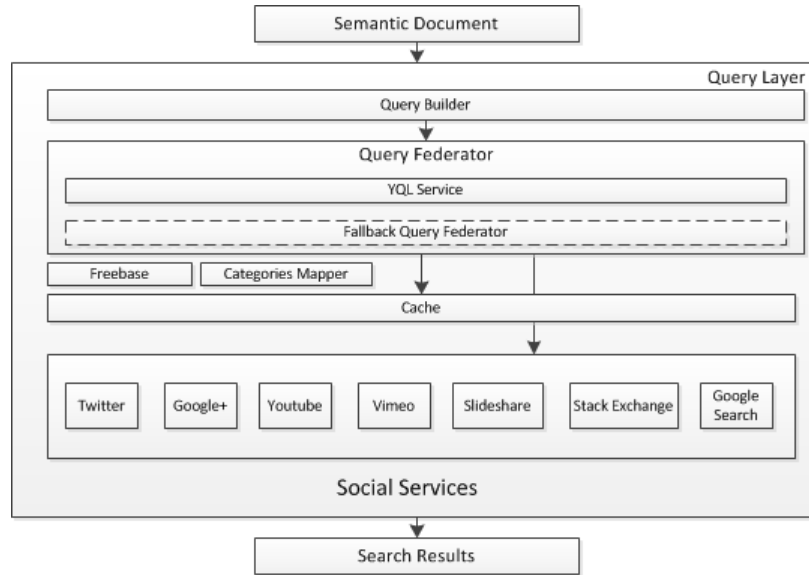 Semantic Document
Query Layer
Query Builder
Query Federator
YQL Service
Fallback Query Federator
Freebase
Categories Mapper
Cache
Twitter
Google+
Youtube
Vimeo
Slideshare
Stack Exchange
Google
Search
Social Services
Search Results